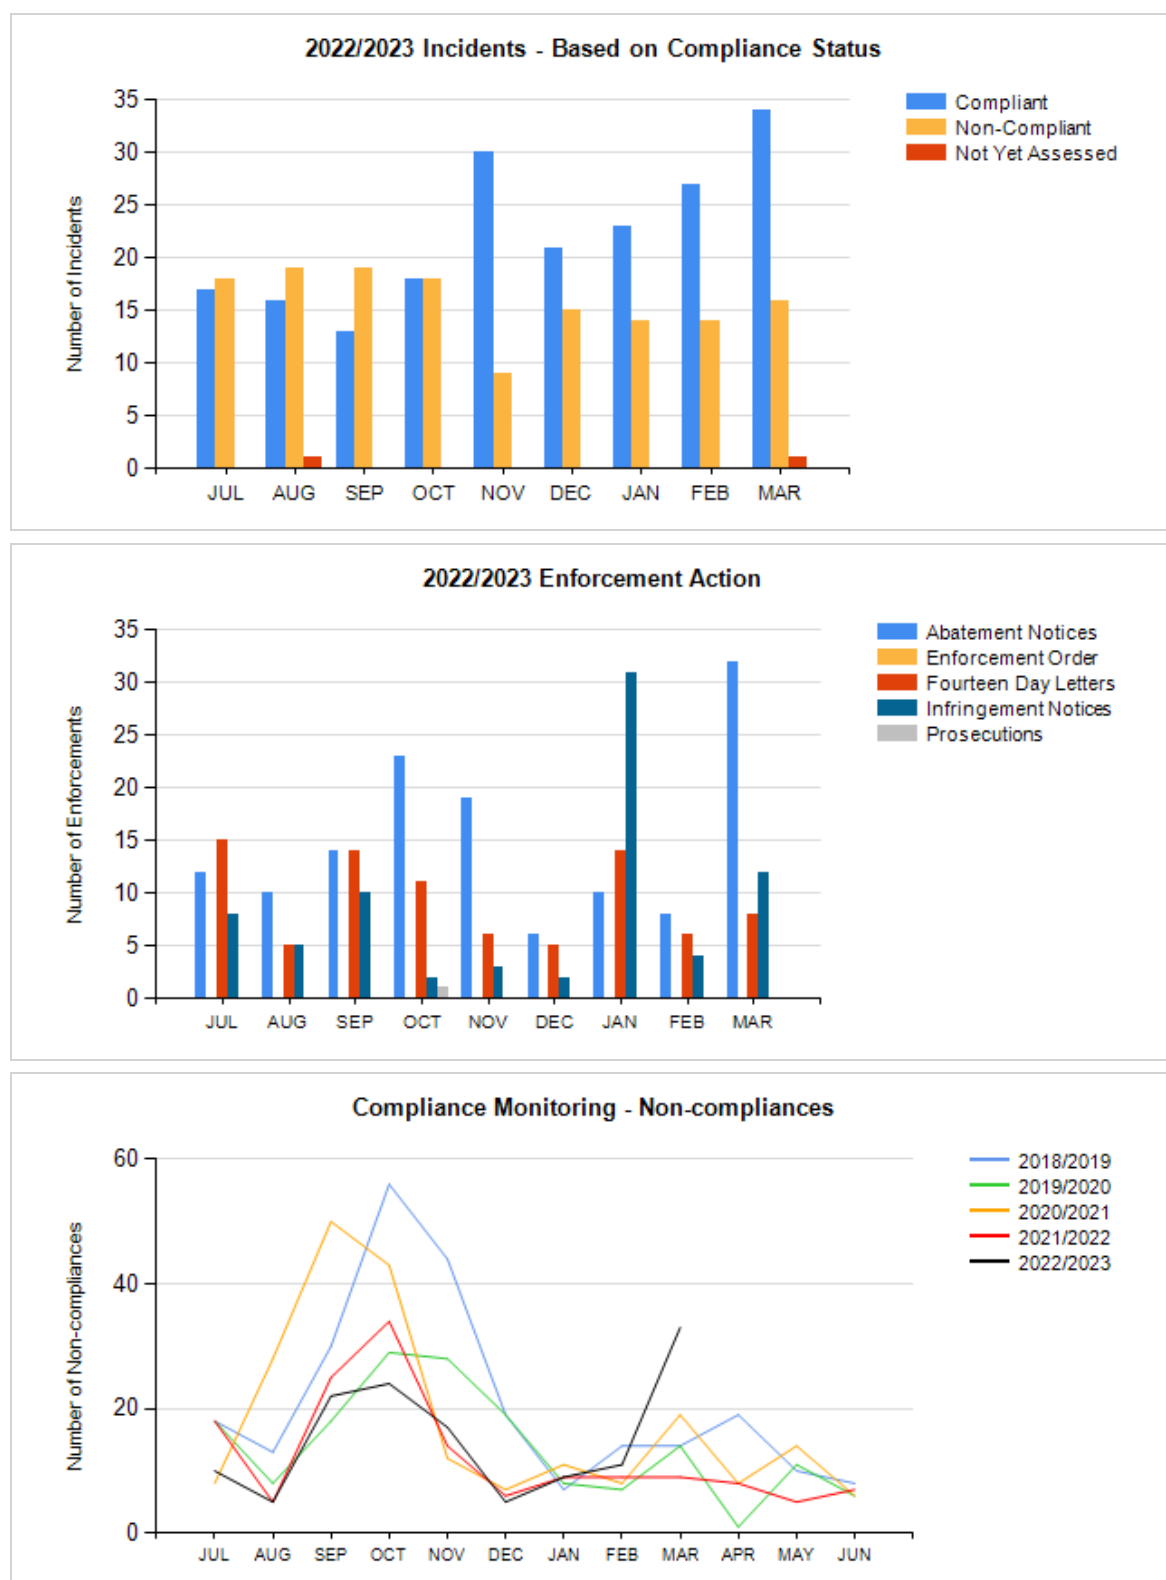 2022/2023 Incidents - Based on Compliance Status
35
30
25
20
15
10
5
0
Number of Incidents
JUL AUG SEP OCT NOV DEC JAN FEB MAR
Compliant
Non-Compliant
Not Yet Assessed
2022/2023 Enforcement Action
35
30
25
20
15
10
5
0
Number of Enforcements
JUL AUG SEP OCT NOV DEC JAN FEB MAR
Abatement Notices
Enforcement Order
Fourteen Day Letters
Infringement Notices
Prosecutions
Compliance Monitoring - Non-compliances
60
40
20
0
Number of Non-compliances
JUL AUG SEP OCT NOV DEC JAN FEB MAR APR MAY JUN
2018/2019
2019/2020
2020/2021
2021/2022
2022/2023